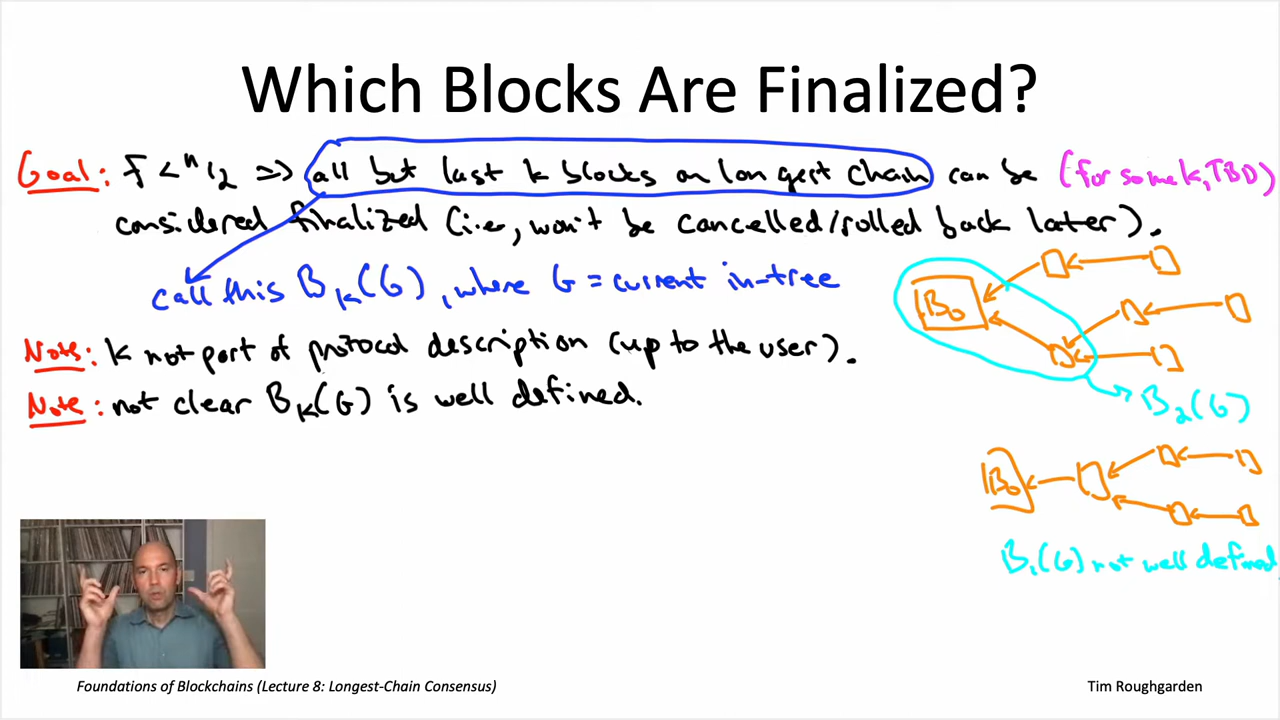 Which Blocks Are Finalized?
Goal: f < n/2 => all but last k blocks on longest chain can be (for some k, TBD)
considered finalized (i.e., won't be cancelled/rolled back later).
call this Bk(G), where G = current in-tree
B0
Note: k not part of protocol description (up to the user).
Note: not clear Bk(G) is well defined.
B2(G)
B0
B1(G) not well defined
Foundations of Blockchains (Lecture 8: Longest-Chain Consensus)
Tim Roughgarden